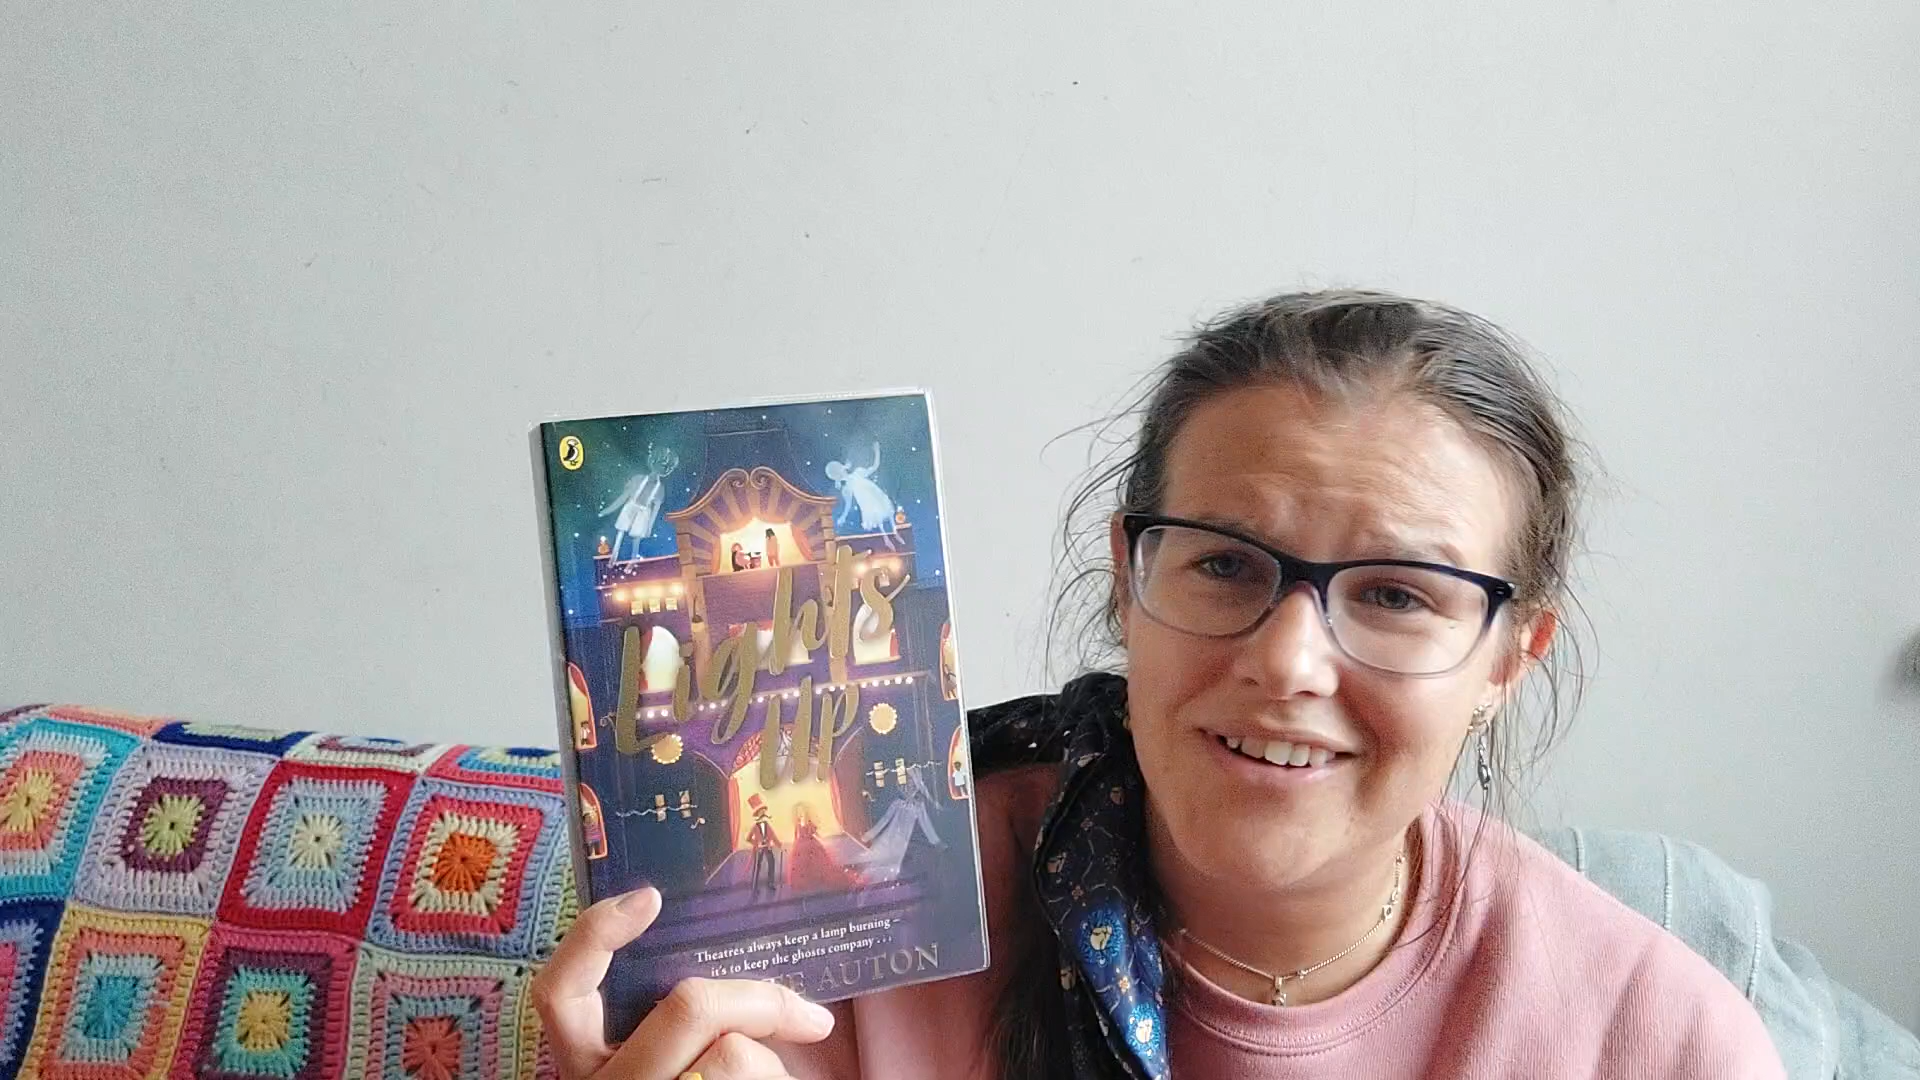 Lights
Up
Theatres always keep a lamp burning –
it's to keep the ghosts company . . .
AUTON